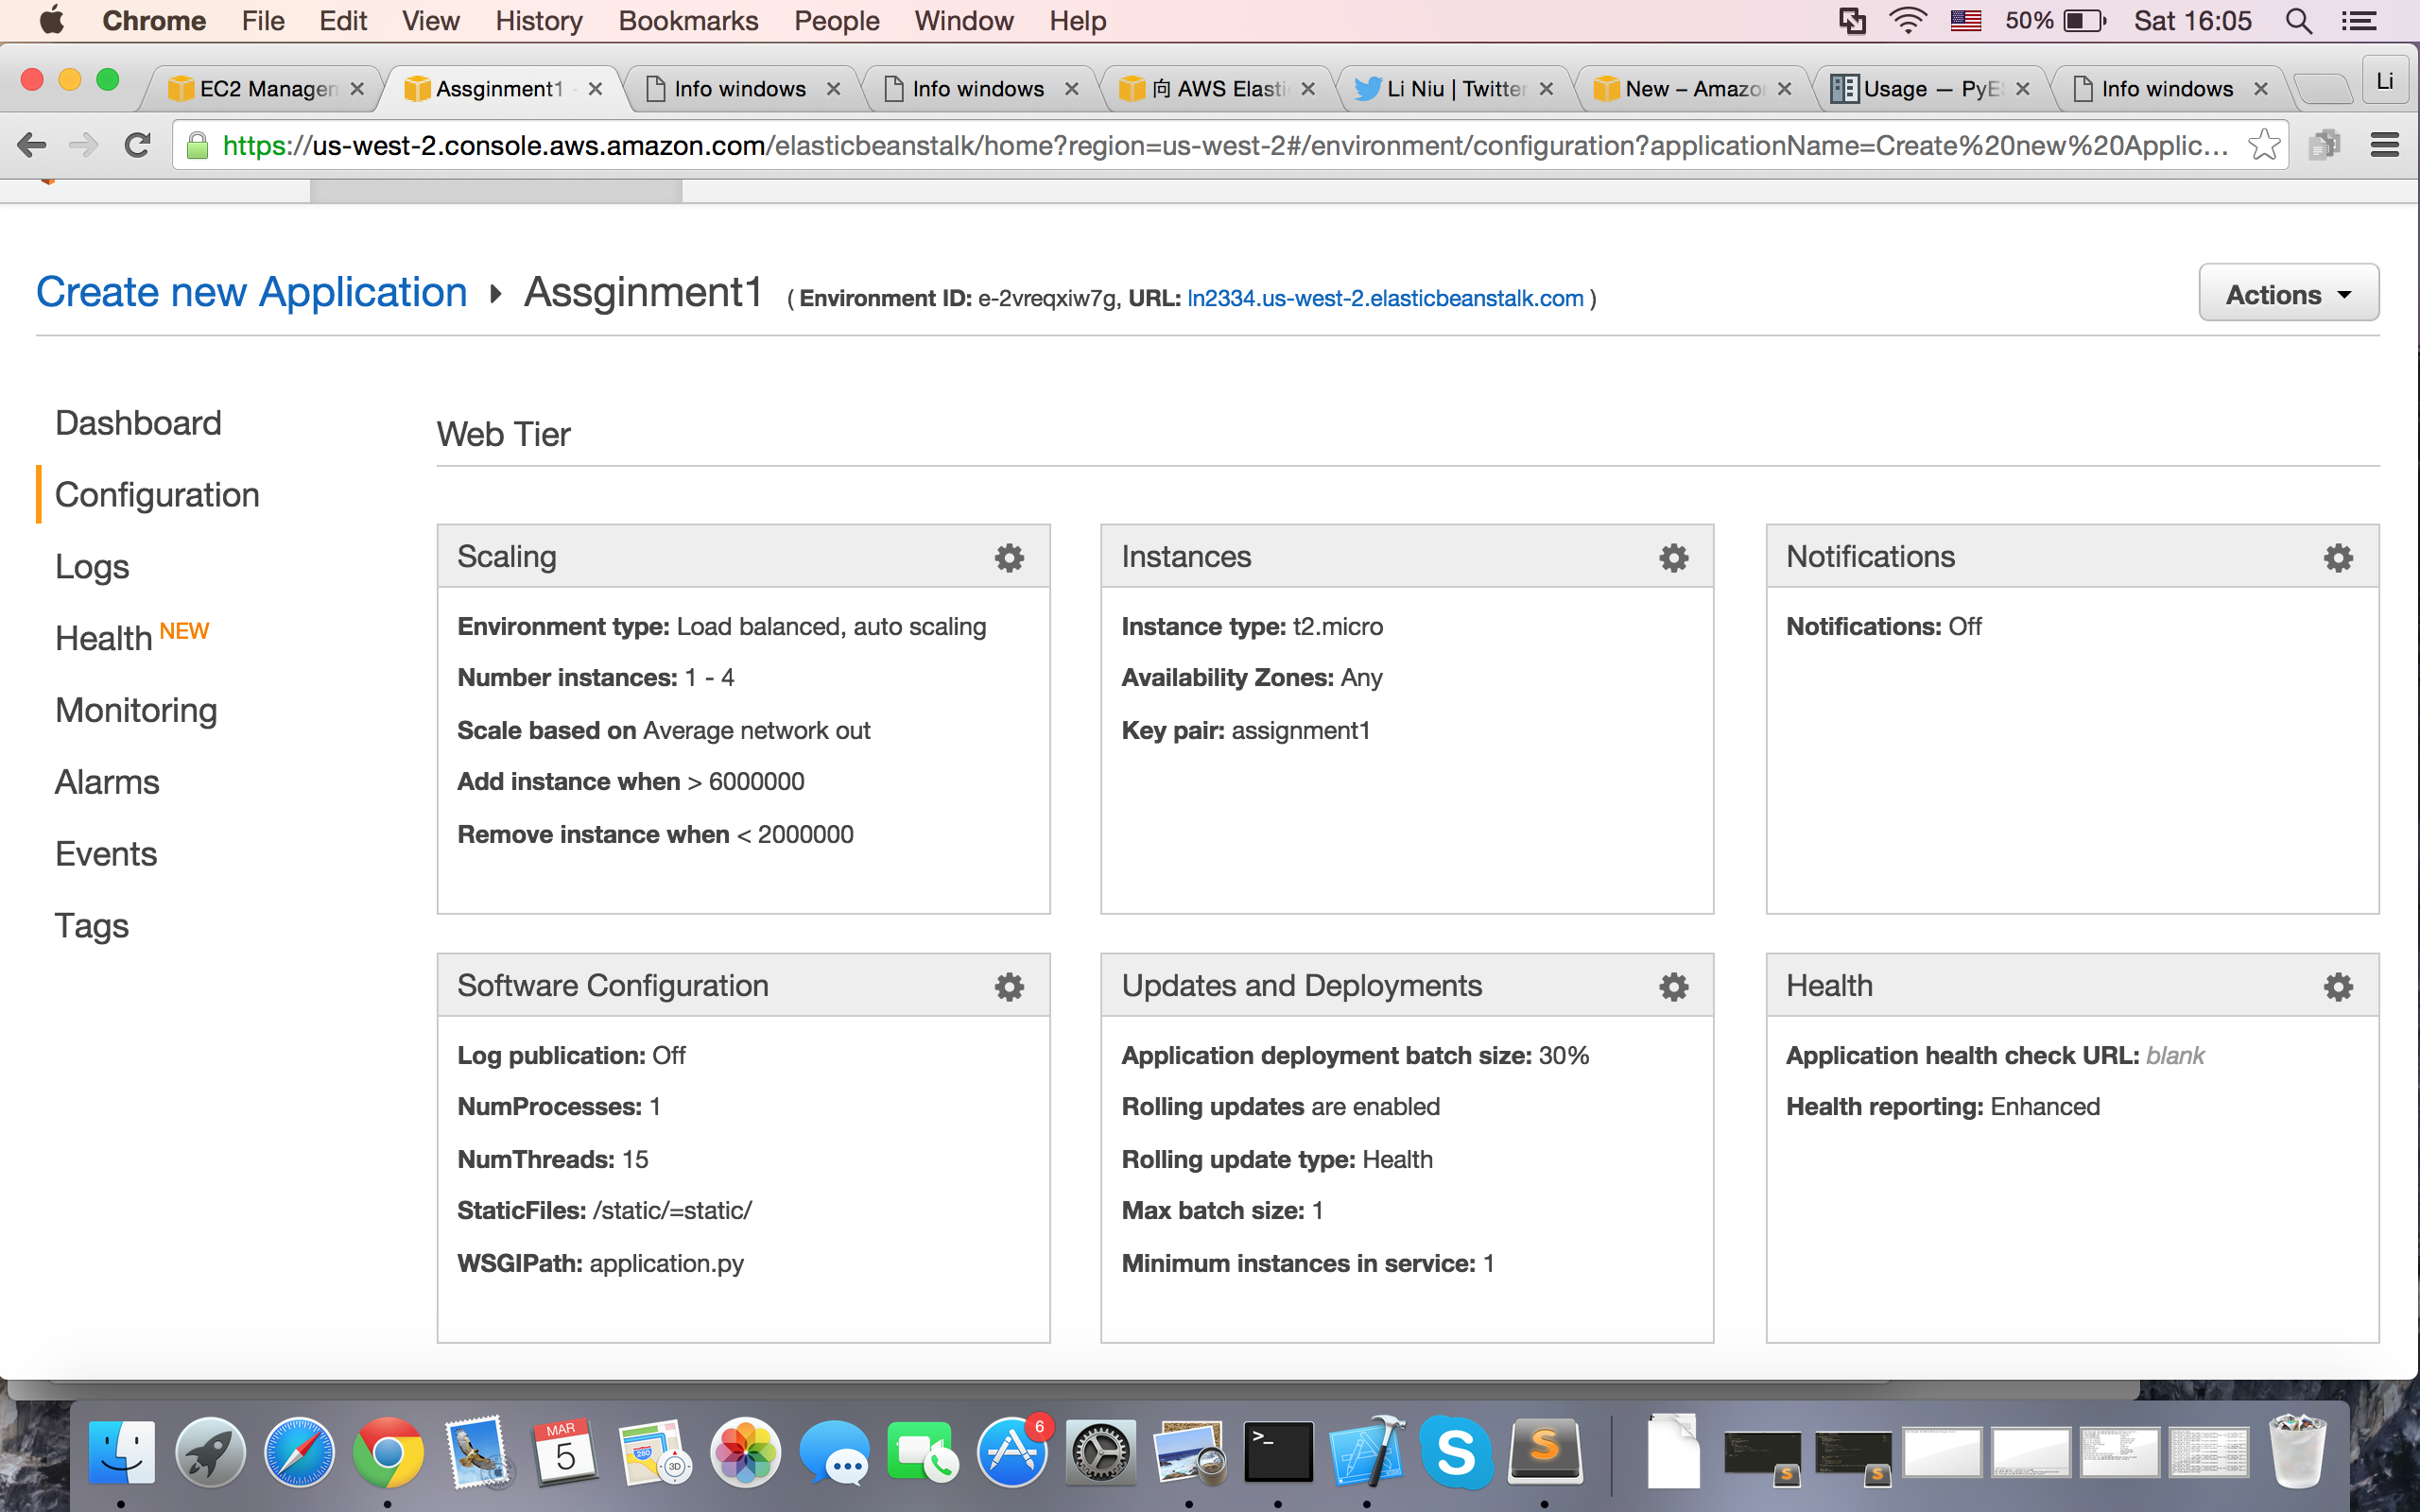 Chrome File Edit View History Bookmarks People Window Help 50% Sat 16:05
EC2 Managem Assginment1 Info windows Info windows 向 AWS Elasti Li Niu | Twitter New – Amazo Usage — PyE Info windows Li
https://us-west-2.console.aws.amazon.com/elasticbeanstalk/home?region=us-west-2#/environment/configuration?applicationName=Create%20new%20Applic...
Create new Application Assginment1 ( Environment ID: e-2vreqxiw7g, URL: ln2334.us-west-2.elasticbeanstalk.com )
Actions
Dashboard
Configuration
Logs
Health NEW
Monitoring
Alarms
Events
Tags
Web Tier
Scaling
Environment type: Load balanced, auto scaling
Number instances: 1 - 4
Scale based on Average network out
Add instance when > 6000000
Remove instance when < 2000000
Instances
Instance type: t2.micro
Availability Zones: Any
Key pair: assignment1
Notifications
Notifications: Off
Software Configuration
Log publication: Off
NumProcesses: 1
NumThreads: 15
StaticFiles: /static/=static/
WSGIPath: application.py
Updates and Deployments
Application deployment batch size: 30%
Rolling updates are enabled
Rolling update type: Health
Max batch size: 1
Minimum instances in service: 1
Health
Application health check URL: blank
Health reporting: Enhanced
MAR
5
280
3D
6
>_
S
S
S
S